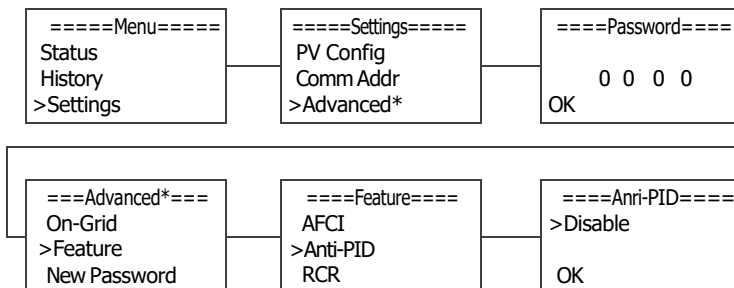 =====Menu=====
Status
History
>Settings
=====Settings=====
PV Config
Comm Addr
>Advanced*
====Password====
0 0 0 0
OK
===Advanced*===
On-Grid
>Feature
New Password
====Feature====
AFCI
>Anti-PID
RCR
====Anri-PID====
>Disable
OK